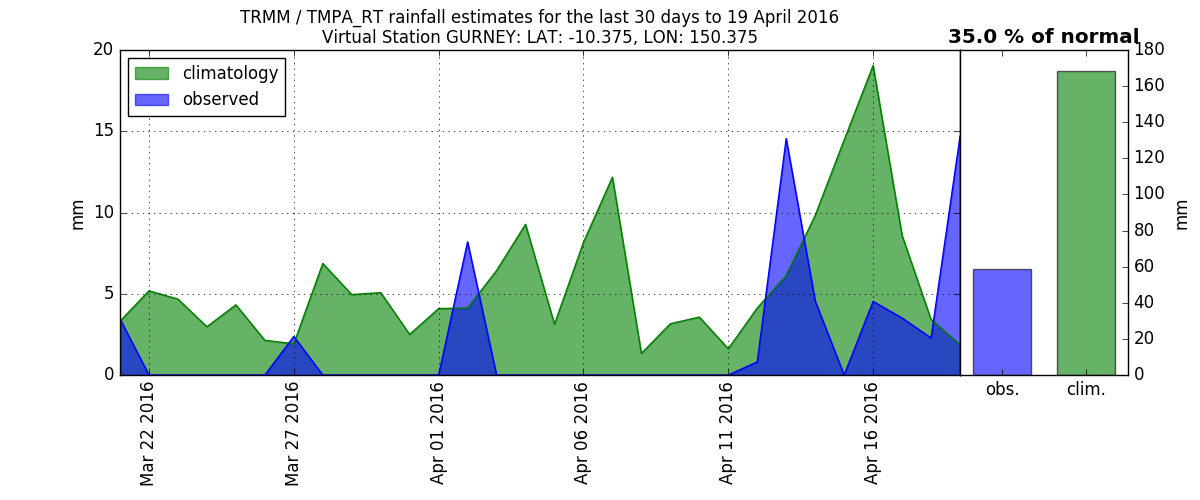 TRMM / TMPA_RT rainfall estimates for the last 30 days to 19 April 2016
Virtual Station GURNEY: LAT: -10.375, LON: 150.375
35.0 % of normal
climatology
observed
20
15
10
5
0
mm
Mar 22 2016
Mar 27 2016
Apr 01 2016
Apr 06 2016
Apr 11 2016
Apr 16 2016
180
160
140
120
100
80
60
40
20
0
mm
obs.
clim.